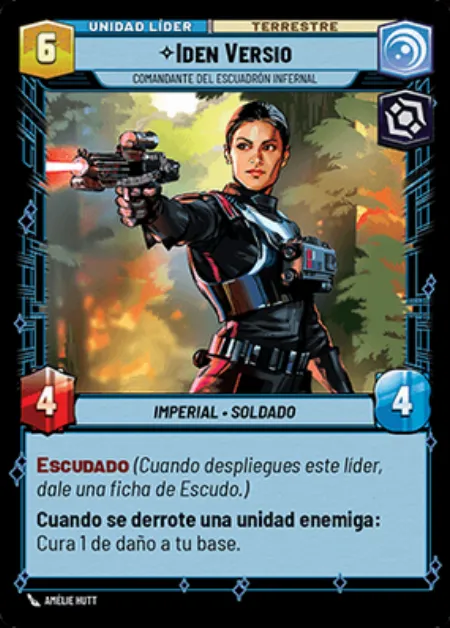 UNIDAD LÍDER
TERRESTRE
6
Iden Versio
COMANDANTE DEL ESCUADRÓN INFERNAL
4
IMPERIAL • SOLDADO
4
ESCUDADO (Cuando despliegues este líder,
dale una ficha de Escudo.)
Cuando se derrote una unidad enemiga:
Cura 1 de daño a tu base.
AMÉLIE HUTT